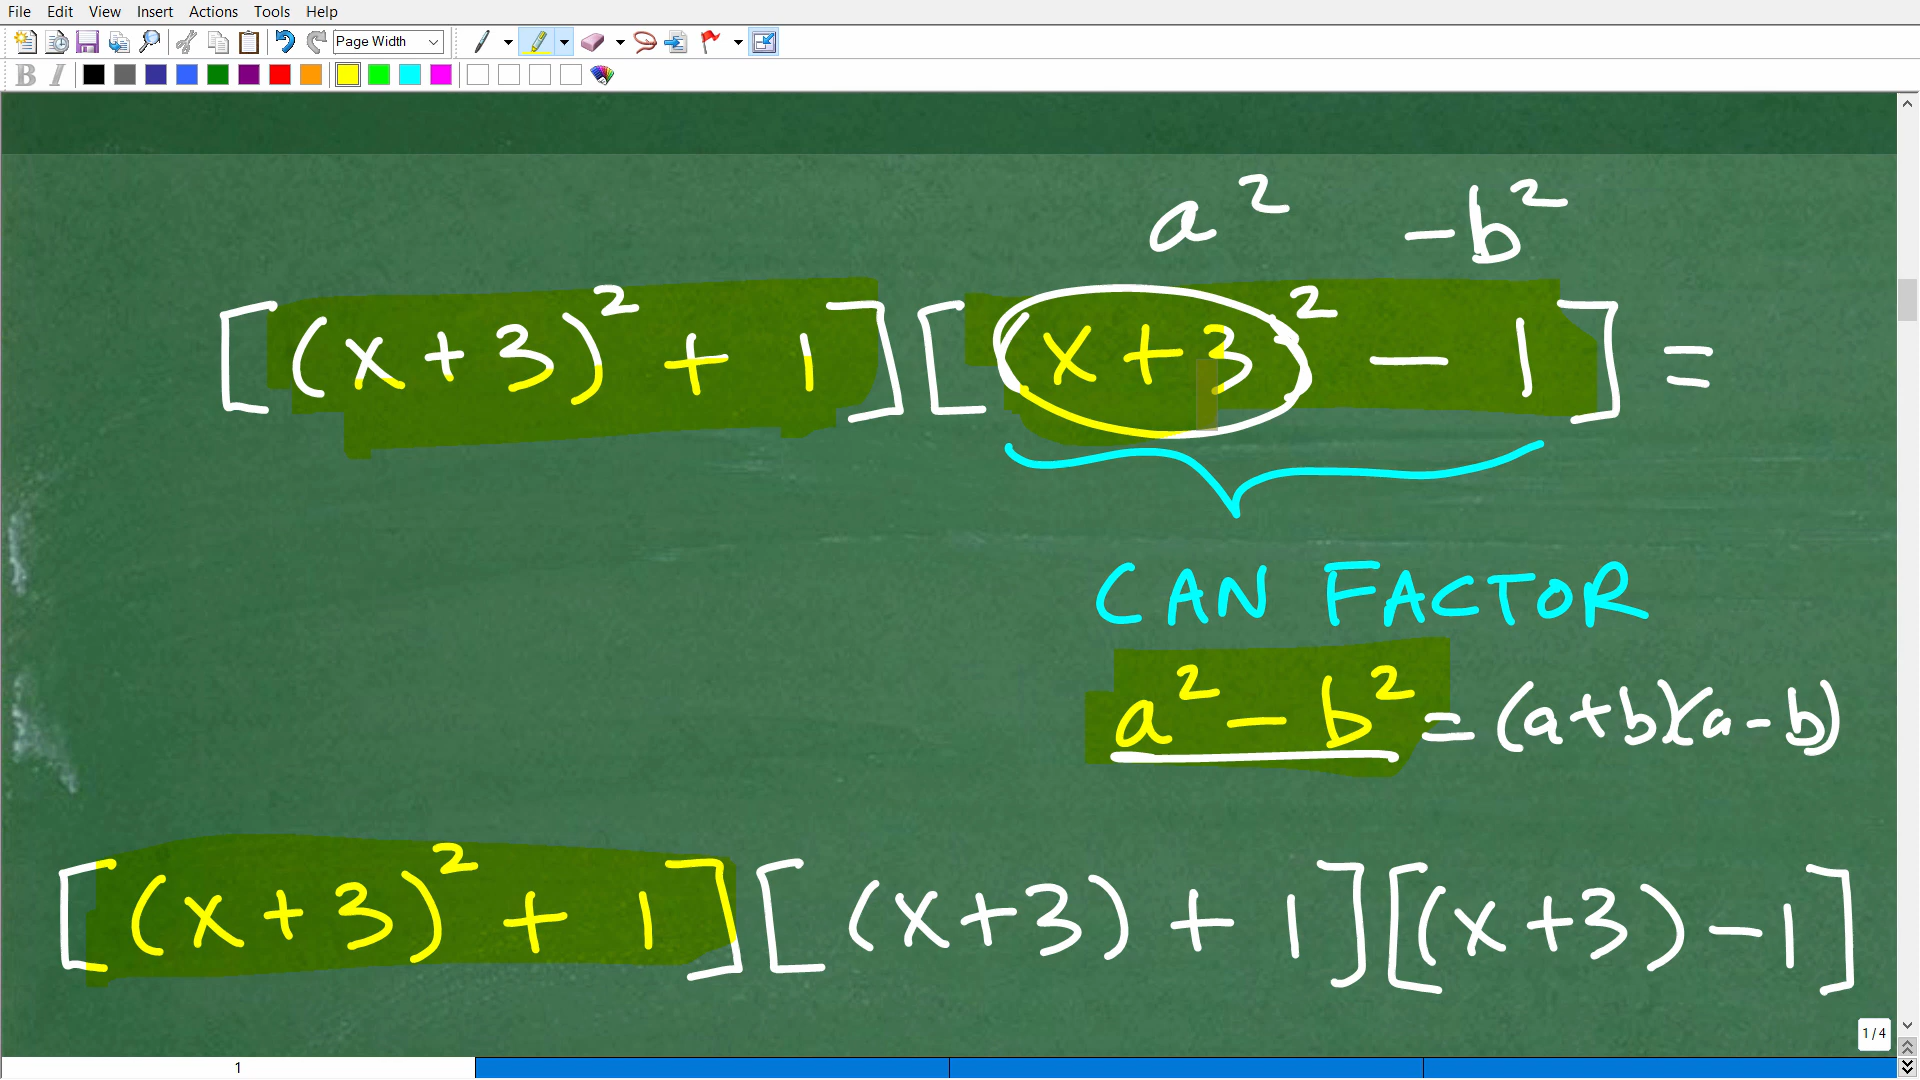 File Edit View Insert Actions Tools Help
Page Width
B I
a² -b²
[(x+3)²+1][(x+3)²-1]=
CAN FACTOR
a²-b²=(a+b)(a-b)
[(x+3)²+1][(x+3)+1][(x+3)-1]
1/4
1